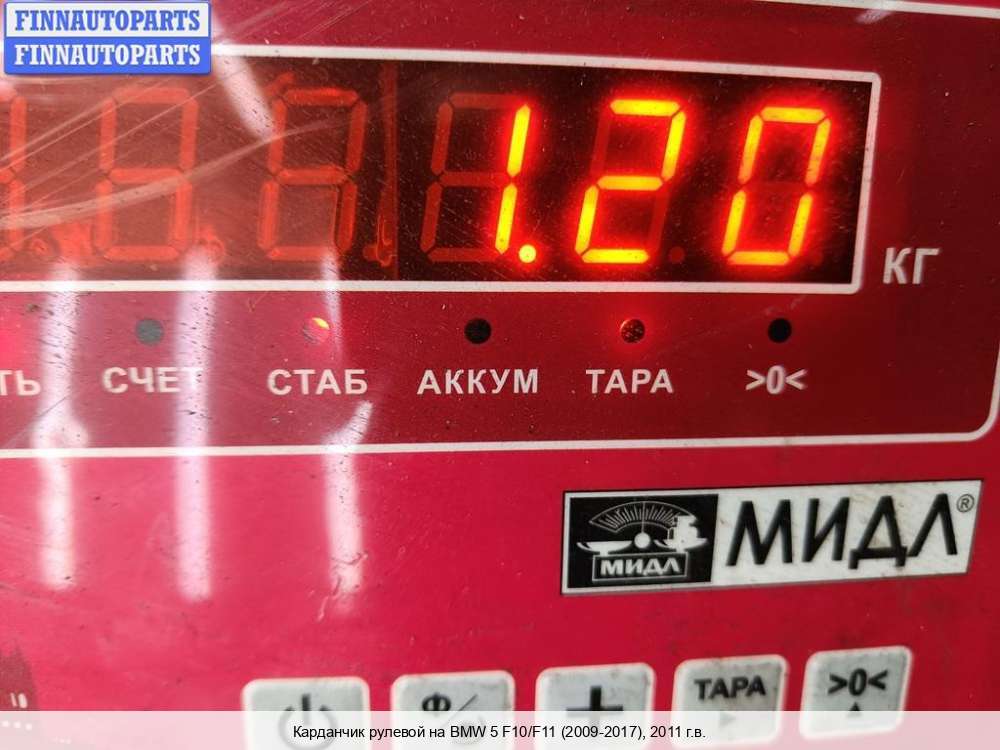 FINNAUTOPARTS
FINNAUTOPARTS
1.20
КГ
СЧЕТ СТАБ АККУМ ТАРА >0<
МИДЛ МИДЛ®
ТАРА >0<
Карданчик рулевой на BMW 5 F10/F11 (2009-2017), 2011 г.в.